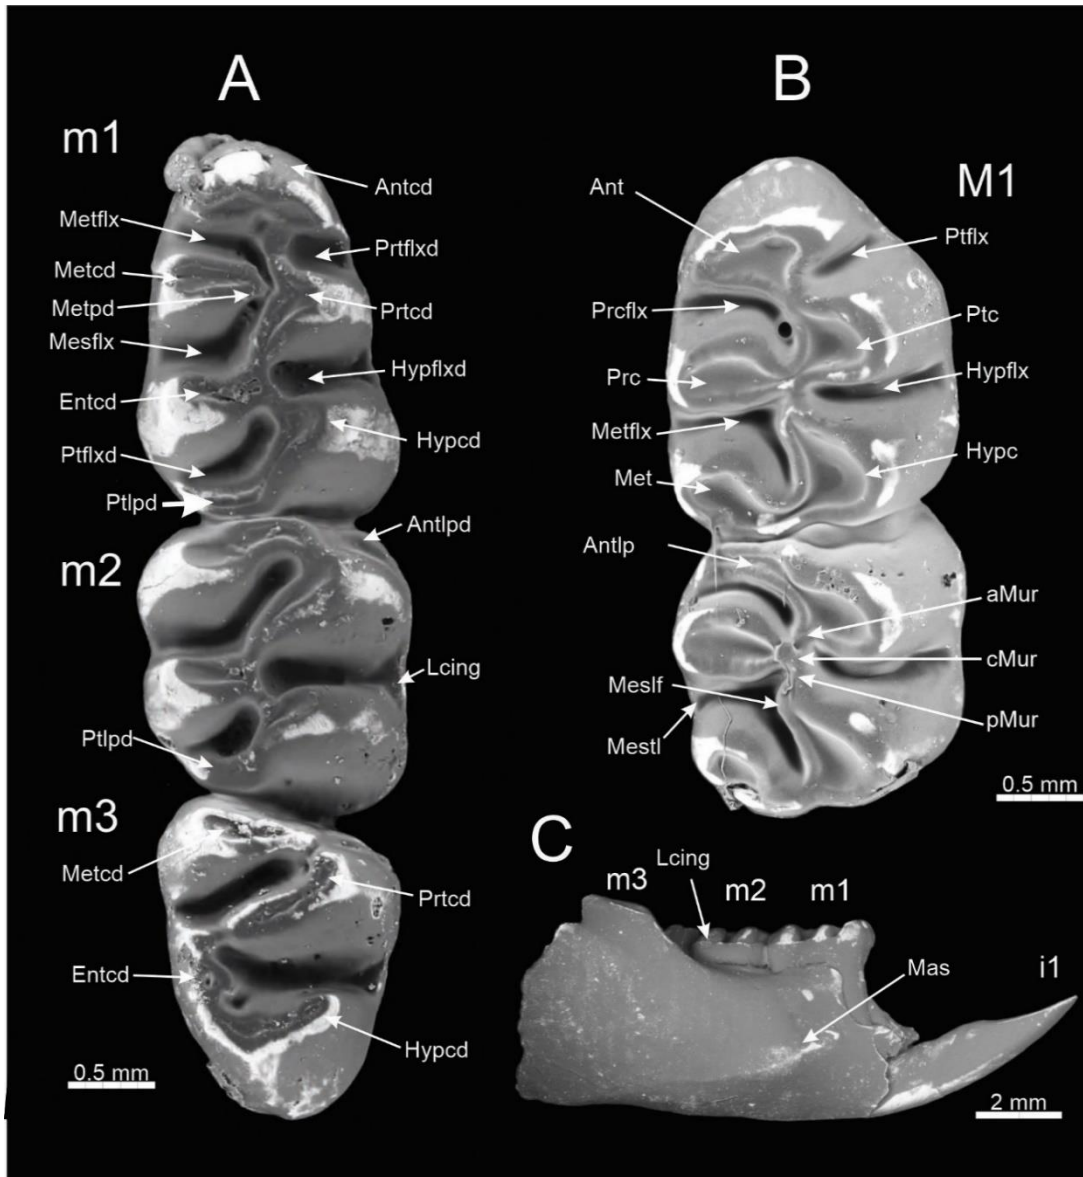 A
m1
Antcd
Metflx
Prtflxd
Metcd
Metpd
Prtcd
Mesflx
Hypflxd
Entcd
Hypcd
Ptflxd
Ptlpd
Antlpd
m2
Lcing
Ptlpd
m3
Metcd
Prtcd
Entcd
Hypcd
0.5 mm
B
M1
Ant
Ptflx
Prcflx
Ptc
Prc
Hypflx
Metflx
Hypc
Met
Antlp
aMur
cMur
Meslf
pMur
Mestl
0.5 mm
C
Lcing
m3 m2 m1
Mas
i1
2 mm